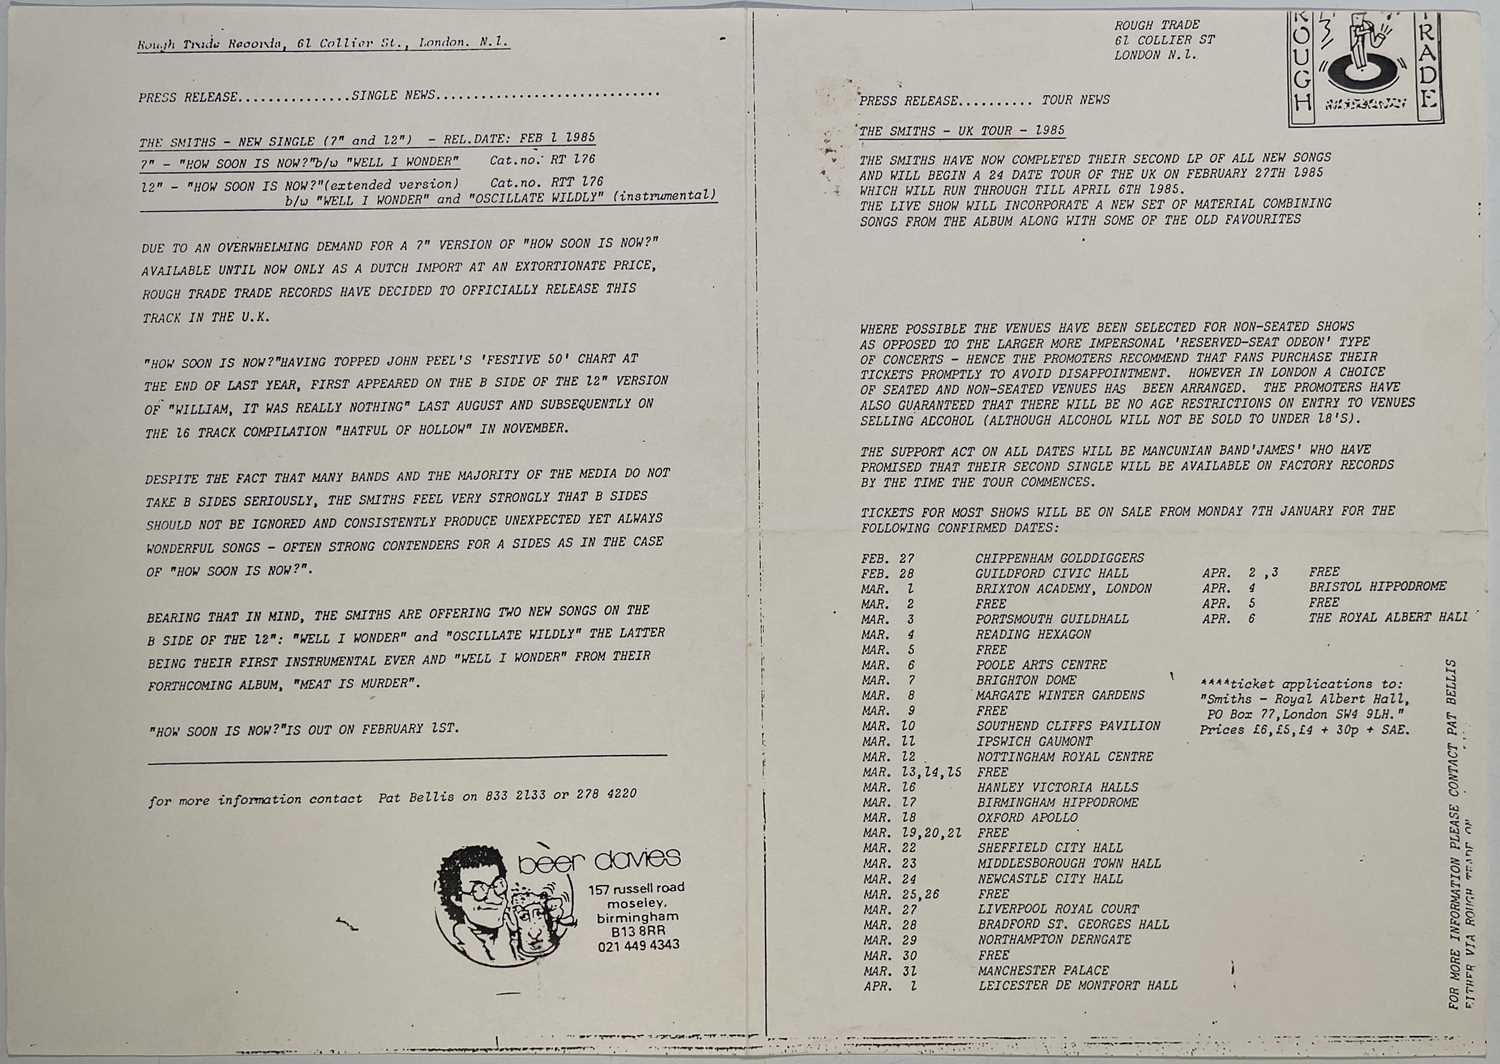 Rough Trade Records, 61 Collier St., London. N.1.
PRESS RELEASE...............SINGLE NEWS..............................
THE SMITHS - NEW SINGLE (7" and 12")  - REL.DATE: FEB 1 1985
7" - "HOW SOON IS NOW?"b/w "WELL I WONDER"    Cat.no. RT 176
12" - "HOW SOON IS NOW?"(extended version)    Cat.no. RTT 176
b/w "WELL I WONDER" and "OSCILLATE WILDLY" (instrumental)
DUE TO AN OVERWHELMING DEMAND FOR A 7" VERSION OF "HOW SOON IS NOW?"
AVAILABLE UNTIL NOW ONLY AS A DUTCH IMPORT AT AN EXTORTIONATE PRICE,
ROUGH TRADE TRADE RECORDS HAVE DECIDED TO OFFICIALLY RELEASE THIS
TRACK IN THE U.K.
"HOW SOON IS NOW?"HAVING TOPPED JOHN PEEL'S 'FESTIVE 50' CHART AT
THE END OF LAST YEAR, FIRST APPEARED ON THE B SIDE OF THE 12" VERSION
OF "WILLIAM, IT WAS REALLY NOTHING" LAST AUGUST AND SUBSEQUENTLY ON
THE 16 TRACK COMPILATION "HATFUL OF HOLLOW" IN NOVEMBER.
DESPITE THE FACT THAT MANY BANDS AND THE MAJORITY OF THE MEDIA DO NOT
TAKE B SIDES SERIOUSLY, THE SMITHS FEEL VERY STRONGLY THAT B SIDES
SHOULD NOT BE IGNORED AND CONSISTENTLY PRODUCE UNEXPECTED YET ALWAYS
WONDERFUL SONGS - OFTEN STRONG CONTENDERS FOR A SIDES AS IN THE CASE
OF "HOW SOON IS NOW?".
BEARING THAT IN MIND, THE SMITHS ARE OFFERING TWO NEW SONGS ON THE
B SIDE OF THE 12": "WELL I WONDER" and "OSCILLATE WILDLY" THE LATTER
BEING THEIR FIRST INSTRUMENTAL EVER AND "WELL I WONDER" FROM THEIR
FORTHCOMING ALBUM, "MEAT IS MURDER".
"HOW SOON IS NOW?"IS OUT ON FEBRUARY 1ST.
for more information contact  Pat Bellis on 833 2133 or 278 4220
beer davies
157 russell road
moseley.
birmingham
B13 8RR
021 449 4343
ROUGH TRADE
61 COLLIER ST
LONDON N.1.
ROUGH TRADE
PRESS RELEASE.......... TOUR NEWS
THE SMITHS - UK TOUR - 1985
THE SMITHS HAVE NOW COMPLETED THEIR SECOND LP OF ALL NEW SONGS
AND WILL BEGIN A 24 DATE TOUR OF THE UK ON FEBRUARY 27TH 1985
WHICH WILL RUN THROUGH TILL APRIL 6TH 1985.
THE LIVE SHOW WILL INCORPORATE A NEW SET OF MATERIAL COMBINING
SONGS FROM THE ALBUM ALONG WITH SOME OF THE OLD FAVOURITES
WHERE POSSIBLE THE VENUES HAVE BEEN SELECTED FOR NON-SEATED SHOWS
AS OPPOSED TO THE LARGER MORE IMPERSONAL 'RESERVED-SEAT ODEON' TYPE
OF CONCERTS - HENCE THE PROMOTERS RECOMMEND THAT FANS PURCHASE THEIR
TICKETS PROMPTLY TO AVOID DISAPPOINTMENT.  HOWEVER IN LONDON A CHOICE
OF SEATED AND NON-SEATED VENUES HAS  BEEN ARRANGED.  THE PROMOTERS HAVE
ALSO GUARANTEED THAT THERE WILL BE NO AGE RESTRICTIONS ON ENTRY TO VENUES
SELLING ALCOHOL (ALTHOUGH ALCOHOL WILL NOT BE SOLD TO UNDER 18'S).
THE SUPPORT ACT ON ALL DATES WILL BE MANCUNIAN BAND'JAMES' WHO HAVE
PROMISED THAT THEIR SECOND SINGLE WILL BE AVAILABLE ON FACTORY RECORDS
BY THE TIME THE TOUR COMMENCES.
TICKETS FOR MOST SHOWS WILL BE ON SALE FROM MONDAY 7TH JANUARY FOR THE
FOLLOWING CONFIRMED DATES:
FEB. 27 CHIPPENHAM GOLDDIGGERS
FEB. 28 GUILDFORD CIVIC HALL
MAR. 1 BRIXTON ACADEMY, LONDON
MAR. 2 FREE
MAR. 3 PORTSMOUTH GUILDHALL
MAR. 4 READING HEXAGON
MAR. 5 FREE
MAR. 6 POOLE ARTS CENTRE
MAR. 7 BRIGHTON DOME
MAR. 8 MARGATE WINTER GARDENS
MAR. 9 FREE
MAR. 10 SOUTHEND CLIFFS PAVILION
MAR. 11 IPSWICH GAUMONT
MAR. 12 NOTTINGHAM ROYAL CENTRE
MAR. 13,14,15 FREE
MAR. 16 HANLEY VICTORIA HALLS
MAR. 17 BIRMINGHAM HIPPODROME
MAR. 18 OXFORD APOLLO
MAR. 19,20,21 FREE
MAR. 22 SHEFFIELD CITY HALL
MAR. 23 MIDDLESBOROUGH TOWN HALL
MAR. 24 NEWCASTLE CITY HALL
MAR. 25,26 FREE
MAR. 27 LIVERPOOL ROYAL COURT
MAR. 28 BRADFORD ST. GEORGES HALL
MAR. 29 NORTHAMPTON DERNGATE
MAR. 30 FREE
MAR. 31 MANCHESTER PALACE
APR. 1 LEICESTER DE MONTFORT HALL
APR. 2 ,3 FREE
APR. 4 BRISTOL HIPPODROME
APR. 5 FREE
APR. 6 THE ROYAL ALBERT HALL
****ticket applications to:
"Smiths - Royal Albert Hall,
PO Box 77,London SW4 9LH."
Prices £6,£5,£4 + 30p + SAE.
FOR MORE INFORMATION PLEASE CONTACT PAT BELLIS
EITHER VIA ROUGH TRADE ON